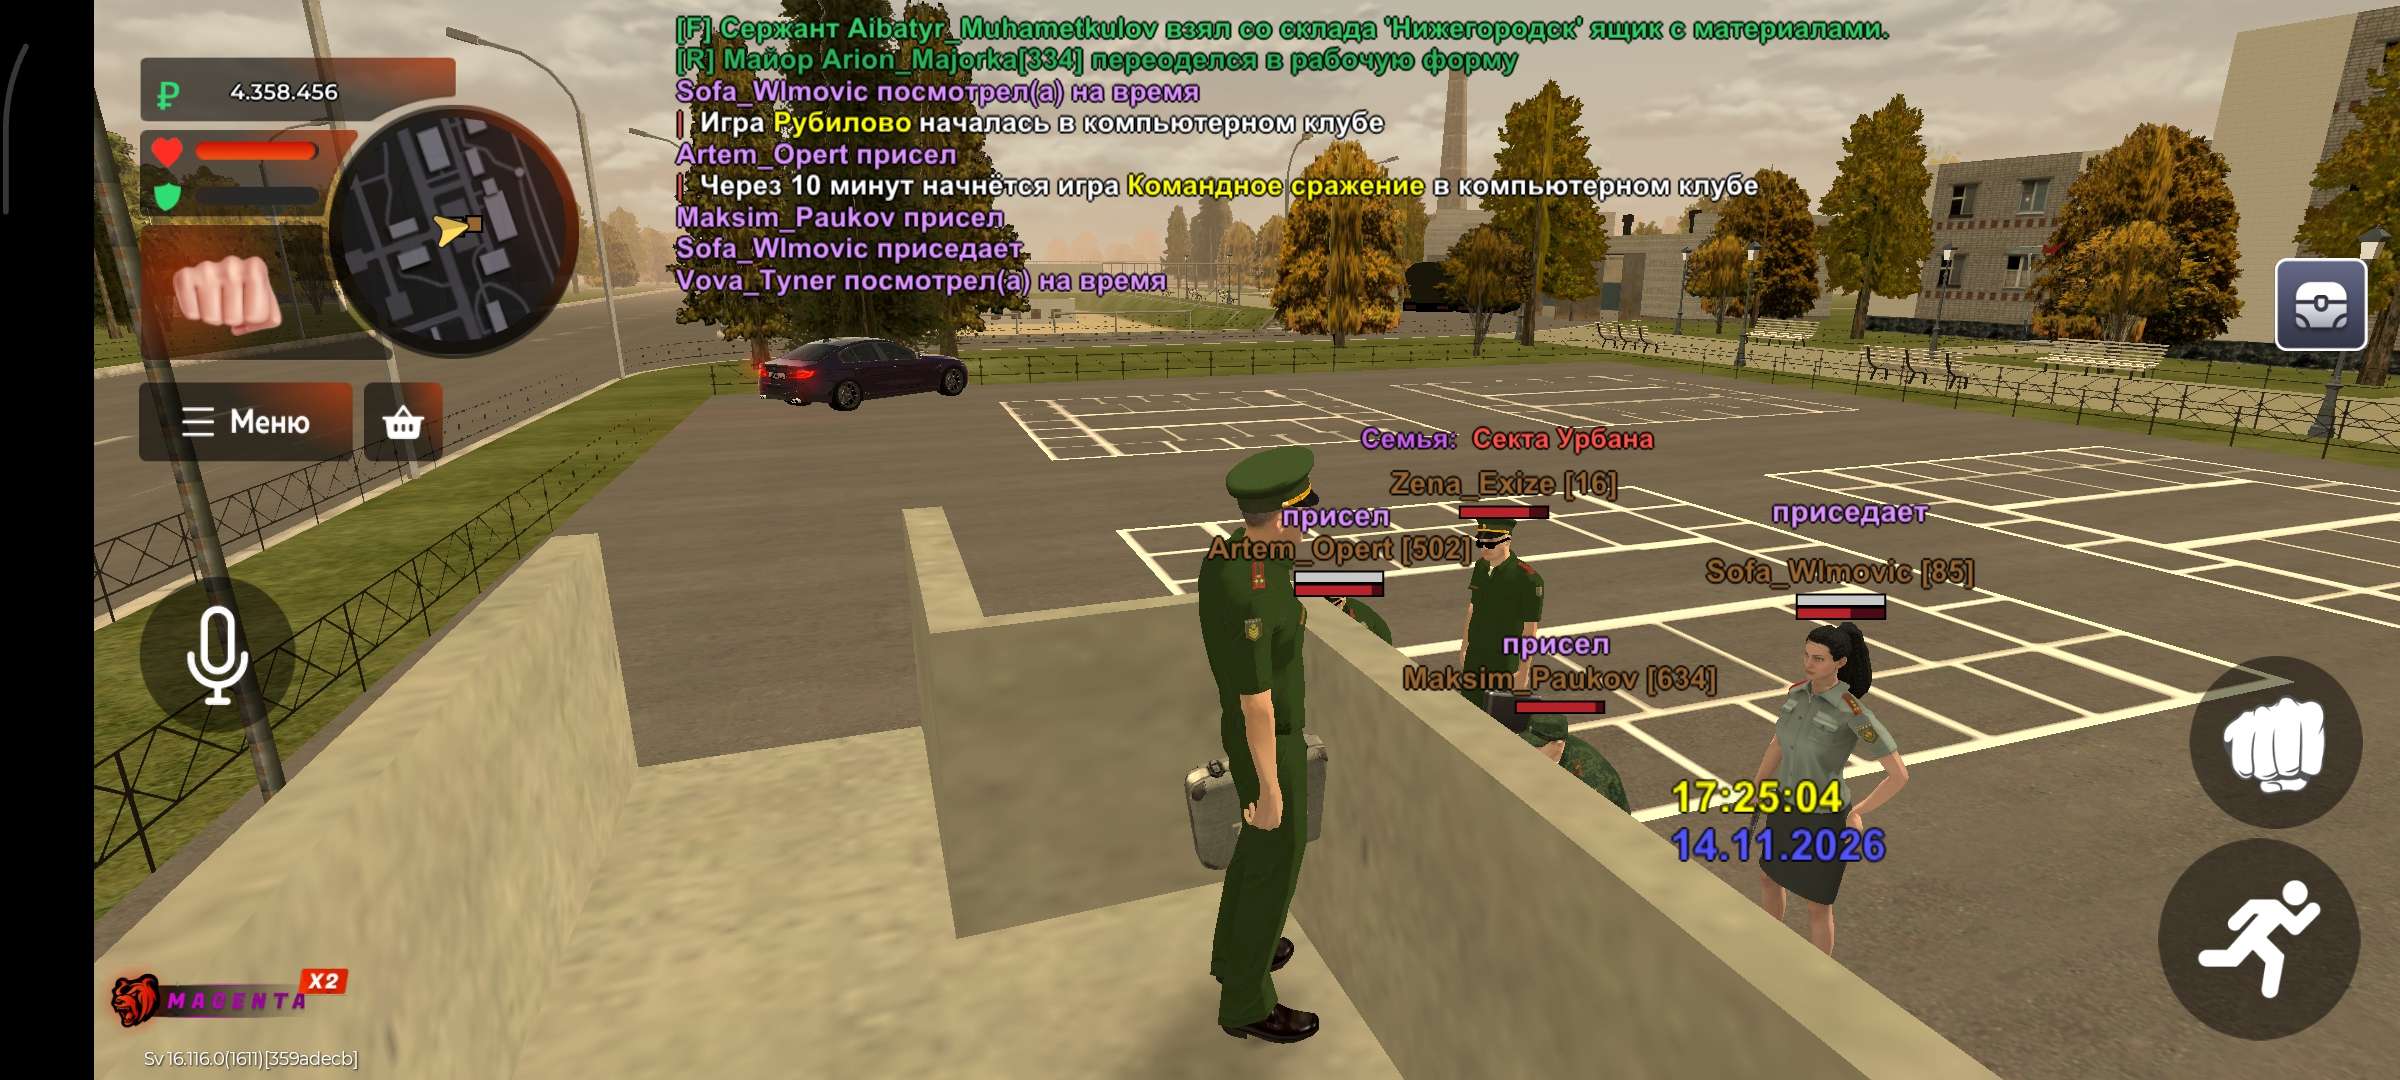 [F] Сержант Aibatyr_Muhametkulov взял со склада 'Нижегородск' ящик с материалами.
[R] Майор Arion_Majorka[334] переоделся в рабочую форму
Sofa_Wlmovic посмотрел(а) на время
| Игра Рубилово началась в компьютерном клубе
Artem_Opert присел
| Через 10 минут начнётся игра Командное сражение в компьютерном клубе
Maksim_Paukov присел
Sofa_Wlmovic приседает
Vova_Tyner посмотрел(а) на время
₽ 4.358.456
Меню
Семья: Секта Урбана
Zena_Exize [16]
присел
Artem_Opert [502]
приседает
Sofa_Wlmovic [85]
присел
Maksim_Paukov [634]
17:25:04
14.11.2026
MAGENTA X2
Sv 16.116.0(1611)[359adecb]